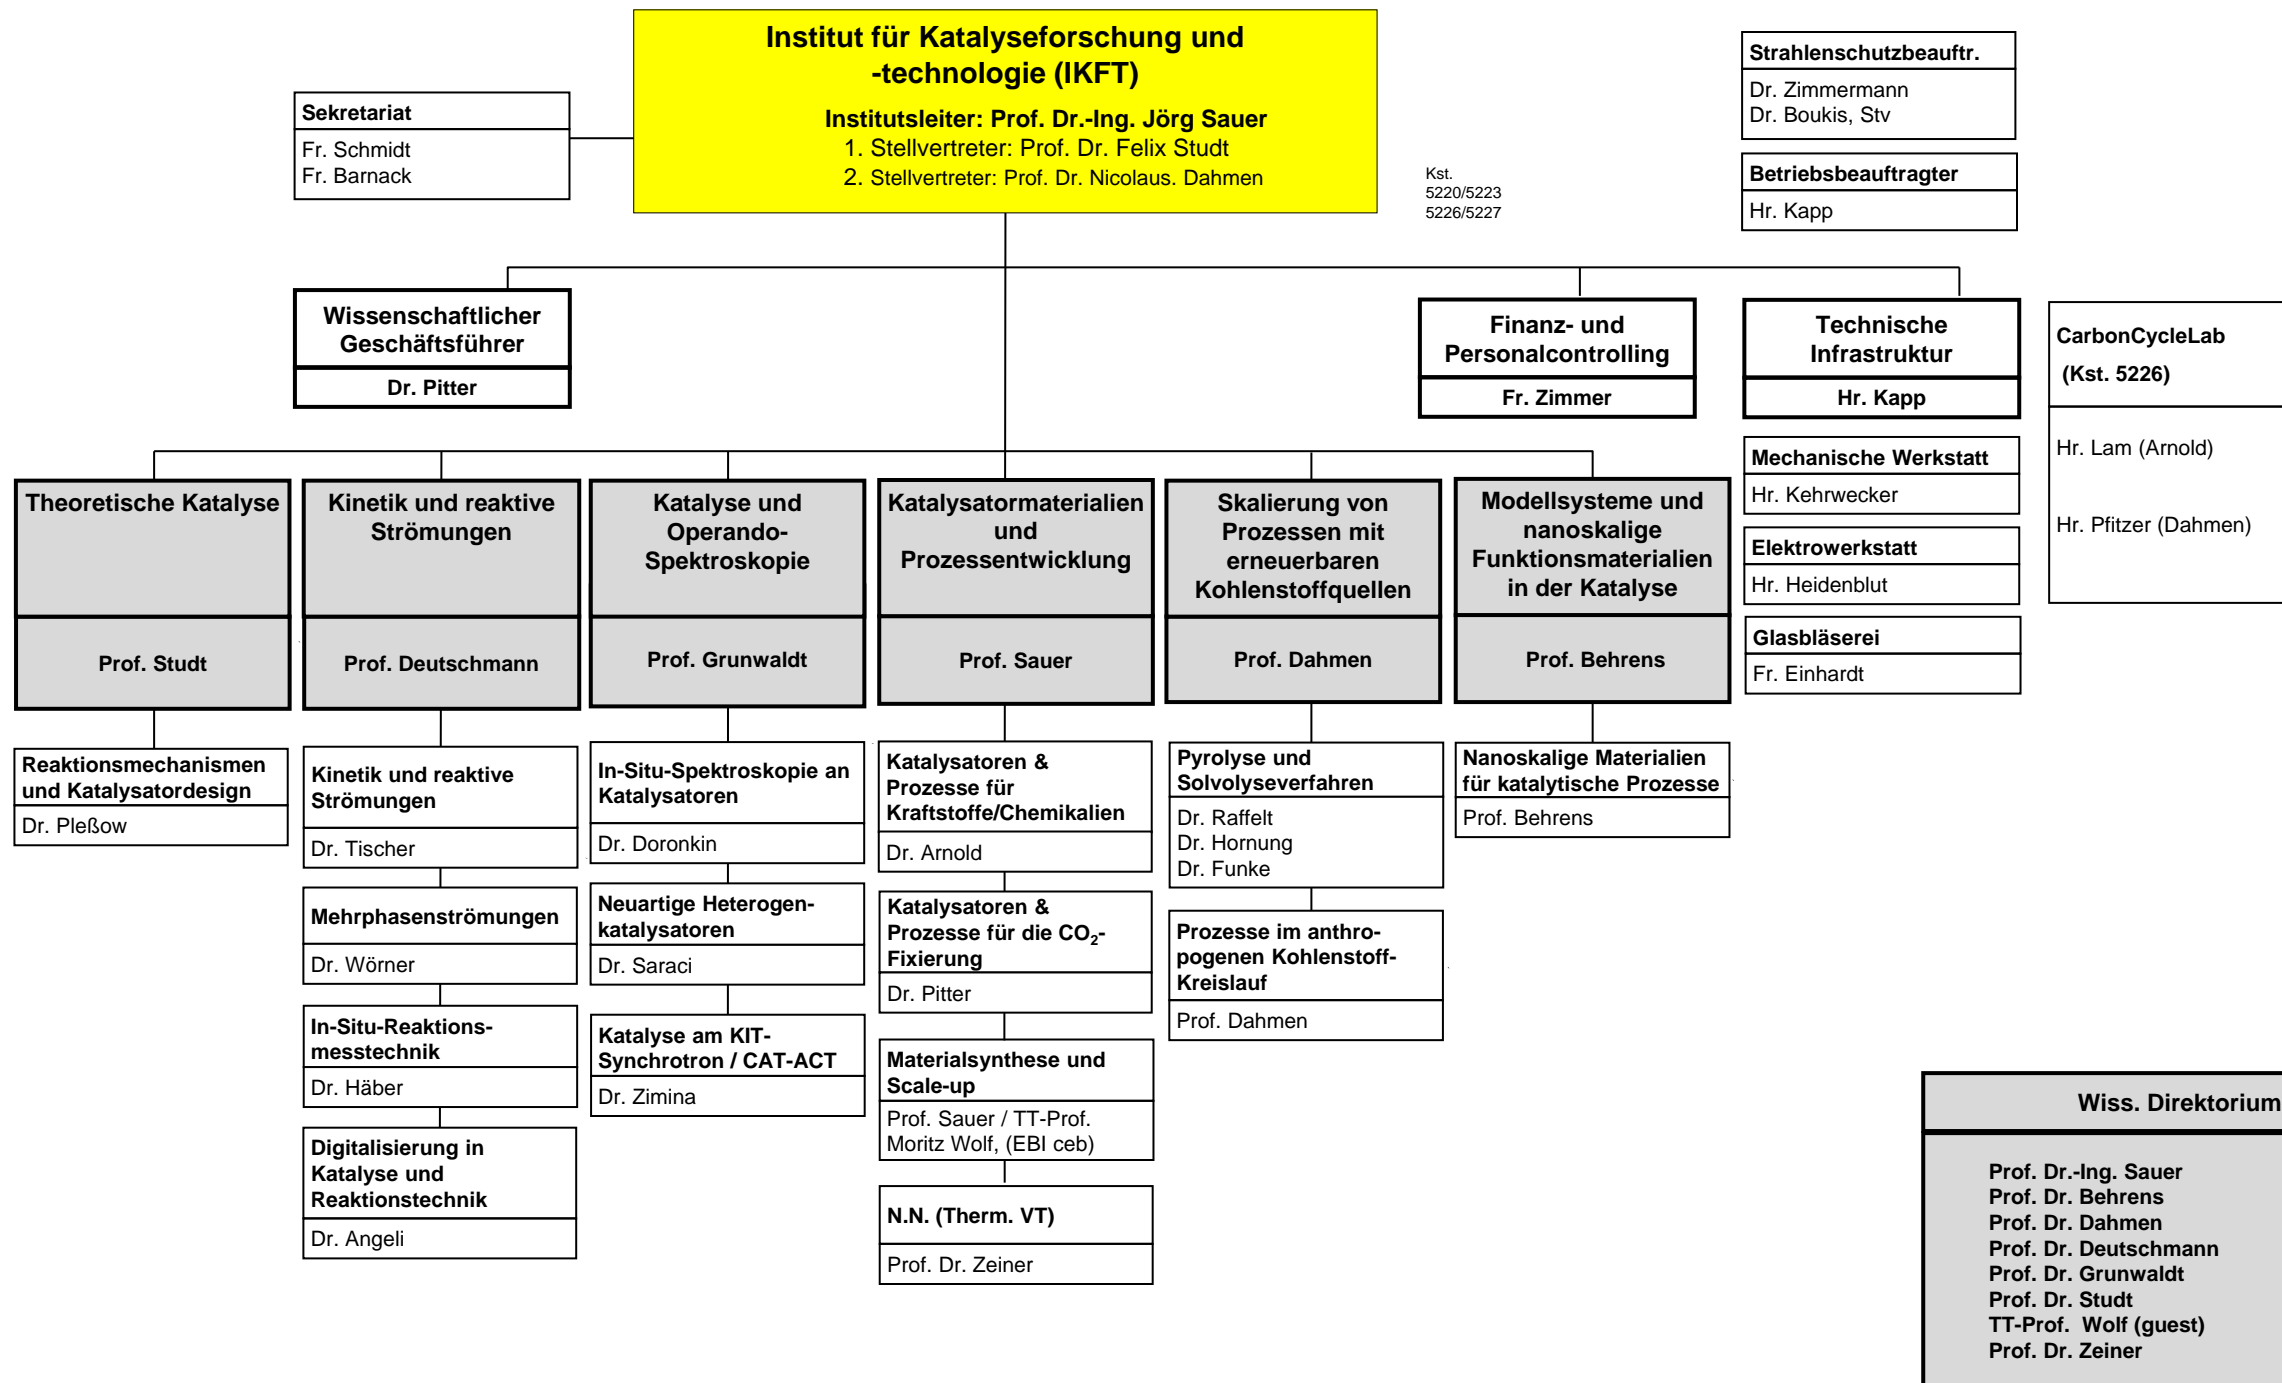 Institut für Katalyseforschung und
-technologie (IKFT)
Institutsleiter: Prof. Dr.-Ing. Jörg Sauer
1. Stellvertreter: Prof. Dr. Felix Studt
2. Stellvertreter: Prof. Dr. Nicolaus. Dahmen
Sekretariat
Fr. Schmidt
Fr. Barnack
Kst.
5220/5223
5226/5227
Strahlenschutzbeauftr.
Dr. Zimmermann
Dr. Boukis, Stv
Betriebsbeauftragter
Hr. Kapp
Wissenschaftlicher
Geschäftsführer
Dr. Pitter
Finanz- und
Personalcontrolling
Fr. Zimmer
Technische
Infrastruktur
Hr. Kapp
CarbonCycleLab
(Kst. 5226)
Hr. Lam (Arnold)
Hr. Pfitzer (Dahmen)
Mechanische Werkstatt
Hr. Kehrwecker
Elektrowerkstatt
Hr. Heidenblut
Glasbläserei
Fr. Einhardt
Theoretische Katalyse
Prof. Studt
Reaktionsmechanismen
und Katalysatordesign
Dr. Pleßow
Kinetik und reaktive
Strömungen
Prof. Deutschmann
Kinetik und reaktive
Strömungen
Dr. Tischer
Mehrphasenströmungen
Dr. Wörner
In-Situ-Reaktions-
messtechnik
Dr. Häber
Digitalisierung in
Katalyse und
Reaktionstechnik
Dr. Angeli
Katalyse und
Operando-
Spektroskopie
Prof. Grunwaldt
In-Situ-Spektroskopie an
Katalysatoren
Dr. Doronkin
Neuartige Heterogen-
katalysatoren
Dr. Saraci
Katalyse am KIT-
Synchrotron / CAT-ACT
Dr. Zimina
Katalysatormaterialien
und
Prozessentwicklung
Prof. Sauer
Katalysatoren &
Prozesse für
Kraftstoffe/Chemikalien
Dr. Arnold
Katalysatoren &
Prozesse für die CO₂-
Fixierung
Dr. Pitter
Materialsynthese und
Scale-up
Prof. Sauer / TT-Prof.
Moritz Wolf, (EBI ceb)
N.N. (Therm. VT)
Prof. Dr. Zeiner
Skalierung von
Prozessen mit
erneuerbaren
Kohlenstoffquellen
Prof. Dahmen
Pyrolyse und
Solvolyseverfahren
Dr. Raffelt
Dr. Hornung
Dr. Funke
Prozesse im anthro-
pogenen Kohlenstoff-
Kreislauf
Prof. Dahmen
Modellsysteme und
nanoskalige
Funktionsmaterialien
in der Katalyse
Prof. Behrens
Nanoskalige Materialien
für katalytische Prozesse
Prof. Behrens
Wiss. Direktorium
Prof. Dr.-Ing. Sauer
Prof. Dr. Behrens
Prof. Dr. Dahmen
Prof. Dr. Deutschmann
Prof. Dr. Grunwaldt
Prof. Dr. Studt
TT-Prof. Wolf (guest)
Prof. Dr. Zeiner